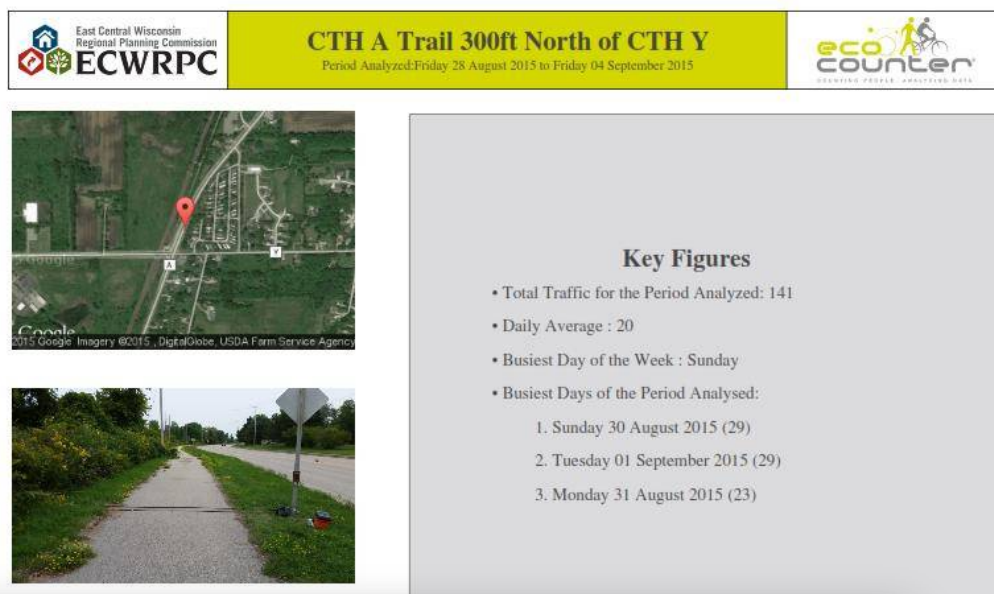 East Central Wisconsin
Regional Planning Commission
ECWRPC
CTH A Trail 300ft North of CTH Y
Period Analyzed:Friday 28 August 2015 to Friday 04 September 2015
eco
counter
COUNTING PEOPLE, ANALYZING DATA
Google
A
Y
Google
2015 Google Imagery ©2015 , DigitalGlobe, USDA Farm Service Agency
Key Figures
• Total Traffic for the Period Analyzed: 141
• Daily Average : 20
• Busiest Day of the Week : Sunday
• Busiest Days of the Period Analysed:
1. Sunday 30 August 2015 (29)
2. Tuesday 01 September 2015 (29)
3. Monday 31 August 2015 (23)